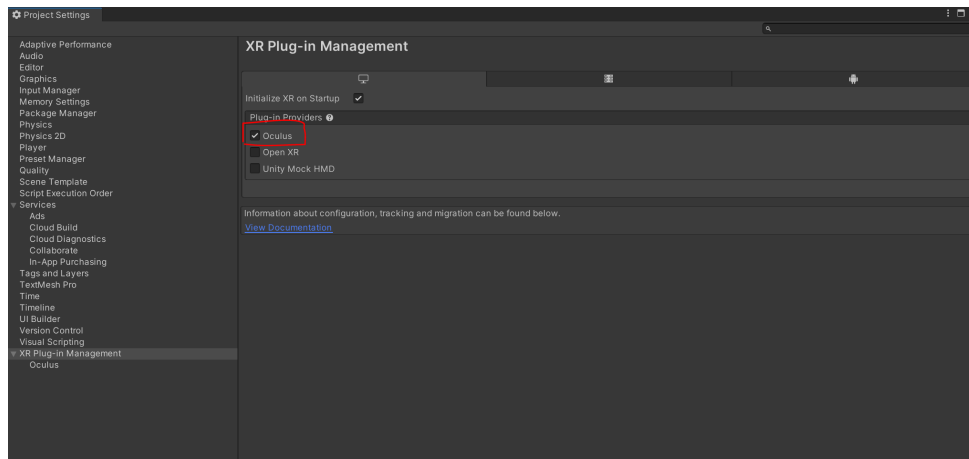 Project Settings
Adaptive Performance
Audio
Editor
Graphics
Input Manager
Memory Settings
Package Manager
Physics
Physics 2D
Player
Preset Manager
Quality
Scene Template
Script Execution Order
Services
Ads
Cloud Build
Cloud Diagnostics
Collaborate
In-App Purchasing
Tags and Layers
TextMesh Pro
Time
Timeline
UI Builder
Version Control
Visual Scripting
XR Plug-in Management
Oculus
XR Plug-in Management
Initialize XR on Startup
Plug-in Providers
Oculus
Open XR
Unity Mock HMD
Information about configuration, tracking and migration can be found below.
View Documentation